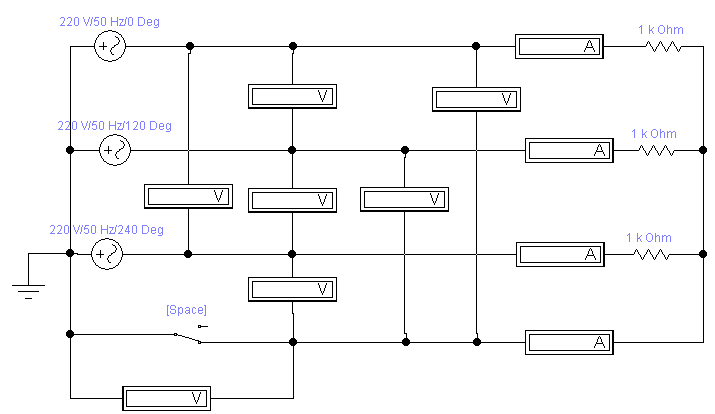 220 V/50 Hz/0 Deg
1 k Ohm
A
V
V
220 V/50 Hz/120 Deg
1 k Ohm
A
V
V
V
220 V/50 Hz/240 Deg
1 k Ohm
A
V
[Space]
A
V